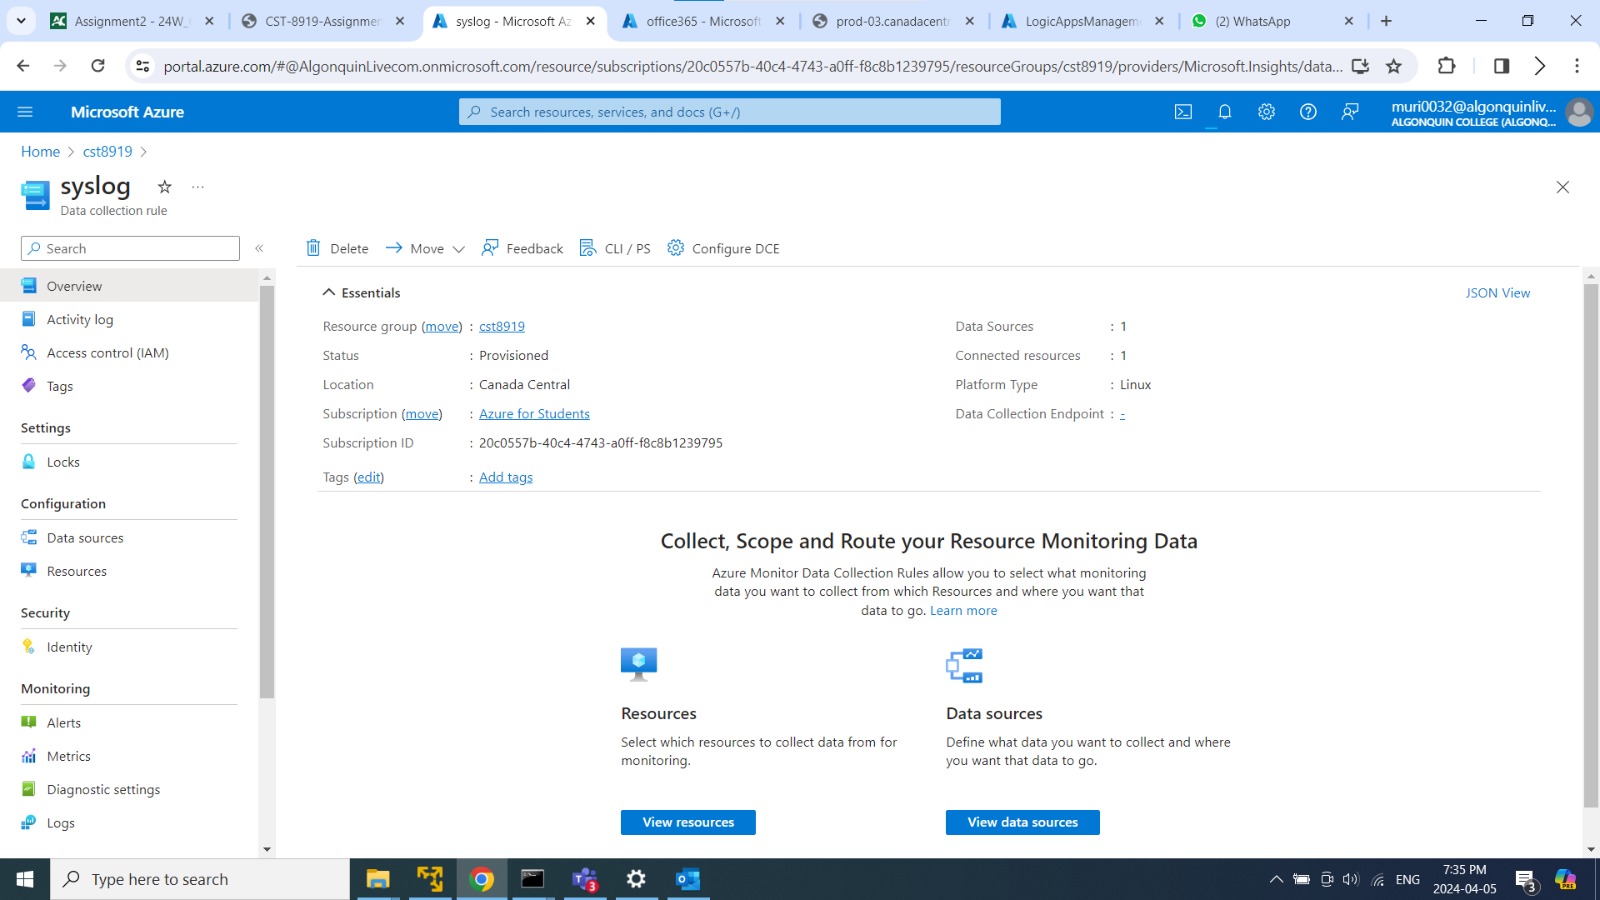 Assignment2 - 24W_
CST-8919-Assignmer
syslog - Microsoft Az
office365 - Microsoft
prod-03.canadacentr
LogicAppsManagem
(2) WhatsApp
portal.azure.com/#@AlgonquinLivecom.onmicrosoft.com/resource/subscriptions/20c0557b-40c4-4743-a0ff-f8c8b1239795/resourceGroups/cst8919/providers/Microsoft.Insights/data...
Microsoft Azure
Search resources, services, and docs (G+/)
muri0032@algonquinliv...
ALGONQUIN COLLEGE (ALGONQ...
Home > cst8919 >
syslog
Data collection rule
Search
Delete
Move
Feedback
CLI / PS
Configure DCE
Overview
Activity log
Access control (IAM)
Tags
Settings
Locks
Configuration
Data sources
Resources
Security
Identity
Monitoring
Alerts
Metrics
Diagnostic settings
Logs
Essentials
JSON View
Resource group (move) : cst8919
Status : Provisioned
Location : Canada Central
Subscription (move) : Azure for Students
Subscription ID : 20c0557b-40c4-4743-a0ff-f8c8b1239795
Tags (edit) : Add tags
Data Sources : 1
Connected resources : 1
Platform Type : Linux
Data Collection Endpoint : -
Collect, Scope and Route your Resource Monitoring Data
Azure Monitor Data Collection Rules allow you to select what monitoring
data you want to collect from which Resources and where you want that
data to go. Learn more
Resources
Select which resources to collect data from for
monitoring.
View resources
Data sources
Define what data you want to collect and where
you want that data to go.
View data sources
Type here to search
3
ENG
7:35 PM
2024-04-05
3
PRE